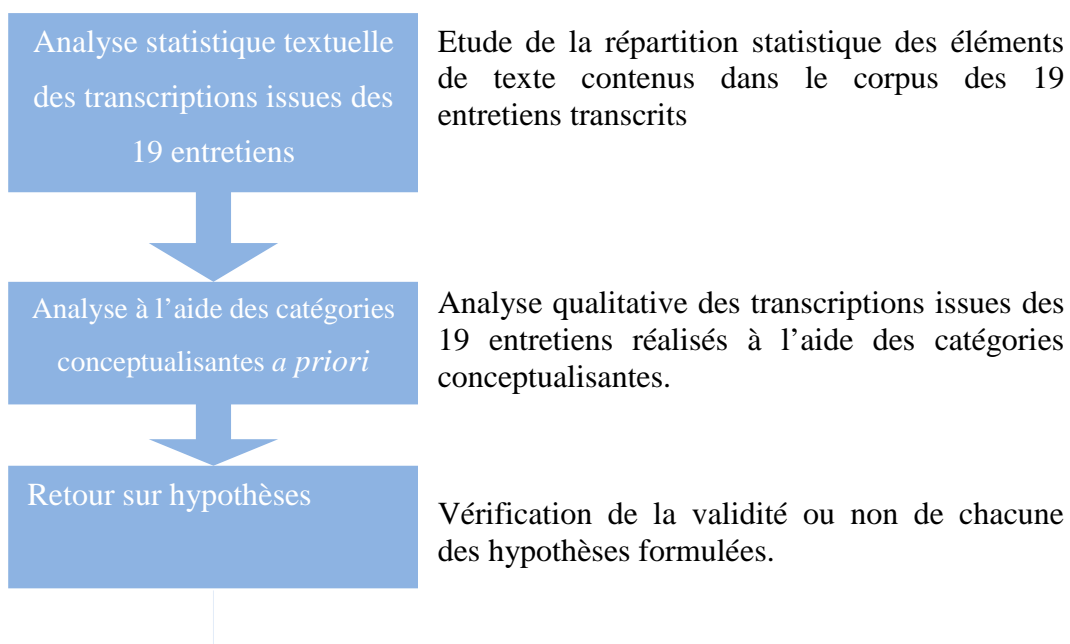 Analyse statistique textuelle
des transcriptions issues des
19 entretiens
Etude de la répartition statistique des éléments
de texte contenus dans le corpus des 19
entretiens transcrits
Analyse à l’aide des catégories
conceptualisantes a priori
Analyse qualitative des transcriptions issues des
19 entretiens réalisés à l’aide des catégories
conceptualisantes.
Retour sur hypothèses
Vérification de la validité ou non de chacune
des hypothèses formulées.